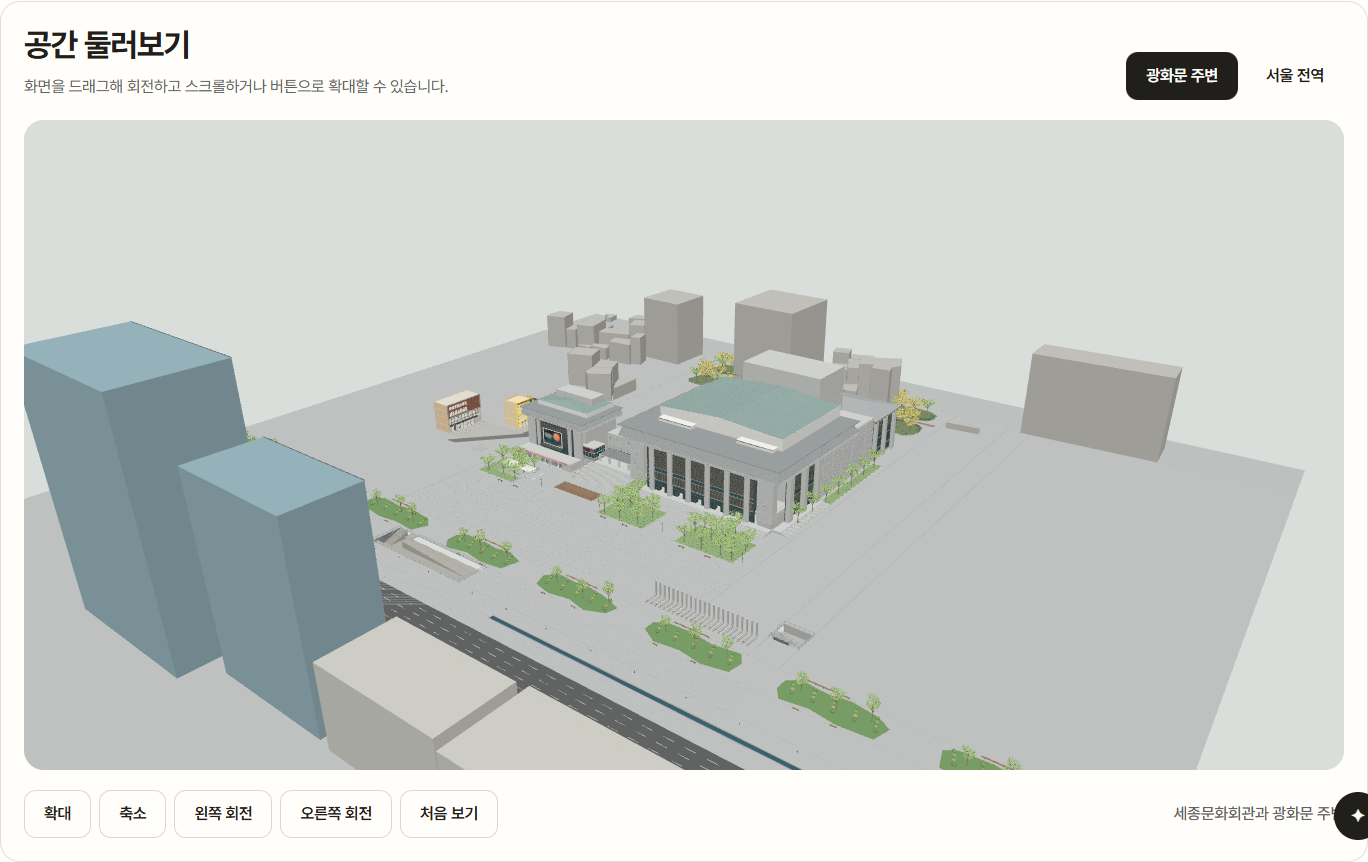 공간 둘러보기
화면을 드래그해 회전하고 스크롤하거나 버튼으로 확대할 수 있습니다.
광화문 주변
서울 전역
확대
축소
왼쪽 회전
오른쪽 회전
처음 보기
세종문화회관과 광화문